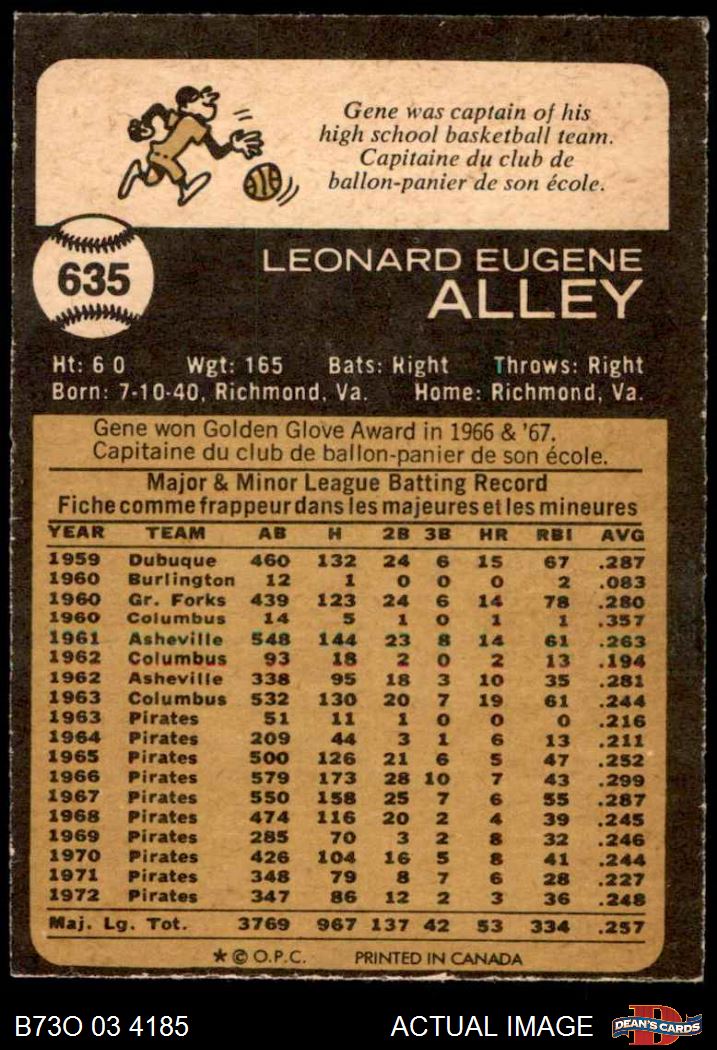 Gene was captain of his
high school basketball team.
Capitaine du club de
ballon-panier de son école.
635
LEONARD EUGENE
ALLEY
Ht: 6 0 Wgt: 165 Bats: Right Throws: Right
Born: 7-10-40, Richmond, Va. Home: Richmond, Va.
Gene won Golden Glove Award in 1966 & '67.
Capitaine du club de ballon-panier de son école.
Major & Minor League Batting Record
Fiche comme frappeur dans les majeures et les mineures
YEAR TEAM AB H 2B 3B HR RBI AVG
1959 Dubuque 460 132 24 6 15 67 .287
1960 Burlington 12 1 0 0 0 2 .083
1960 Gr. Forks 439 123 24 6 14 78 .280
1960 Columbus 14 5 1 0 1 1 .357
1961 Asheville 548 144 23 8 14 61 .263
1962 Columbus 93 18 2 0 2 13 .194
1962 Asheville 338 95 18 3 10 35 .281
1963 Columbus 532 130 20 7 19 61 .244
1963 Pirates 51 11 1 0 0 0 .216
1964 Pirates 209 44 3 1 6 13 .211
1965 Pirates 500 126 21 6 5 47 .252
1966 Pirates 579 173 28 10 7 43 .299
1967 Pirates 550 158 25 7 6 55 .287
1968 Pirates 474 116 20 2 4 39 .245
1969 Pirates 285 70 3 2 8 32 .246
1970 Pirates 426 104 16 5 8 41 .244
1971 Pirates 348 79 8 7 6 28 .227
1972 Pirates 347 86 12 2 3 36 .248
Maj. Lg. Tot. 3769 967 137 42 53 334 .257
* © O.P.C. PRINTED IN CANADA
B73O 03 4185 ACTUAL IMAGE D DEAN'S CARDS